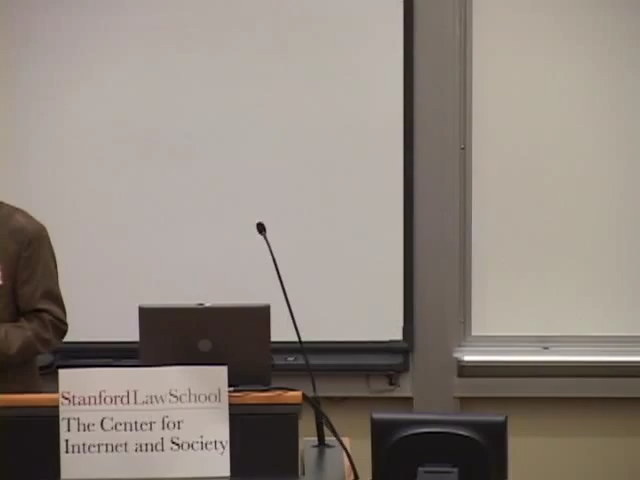 Stanford Law School
The Center for
Internet and Society